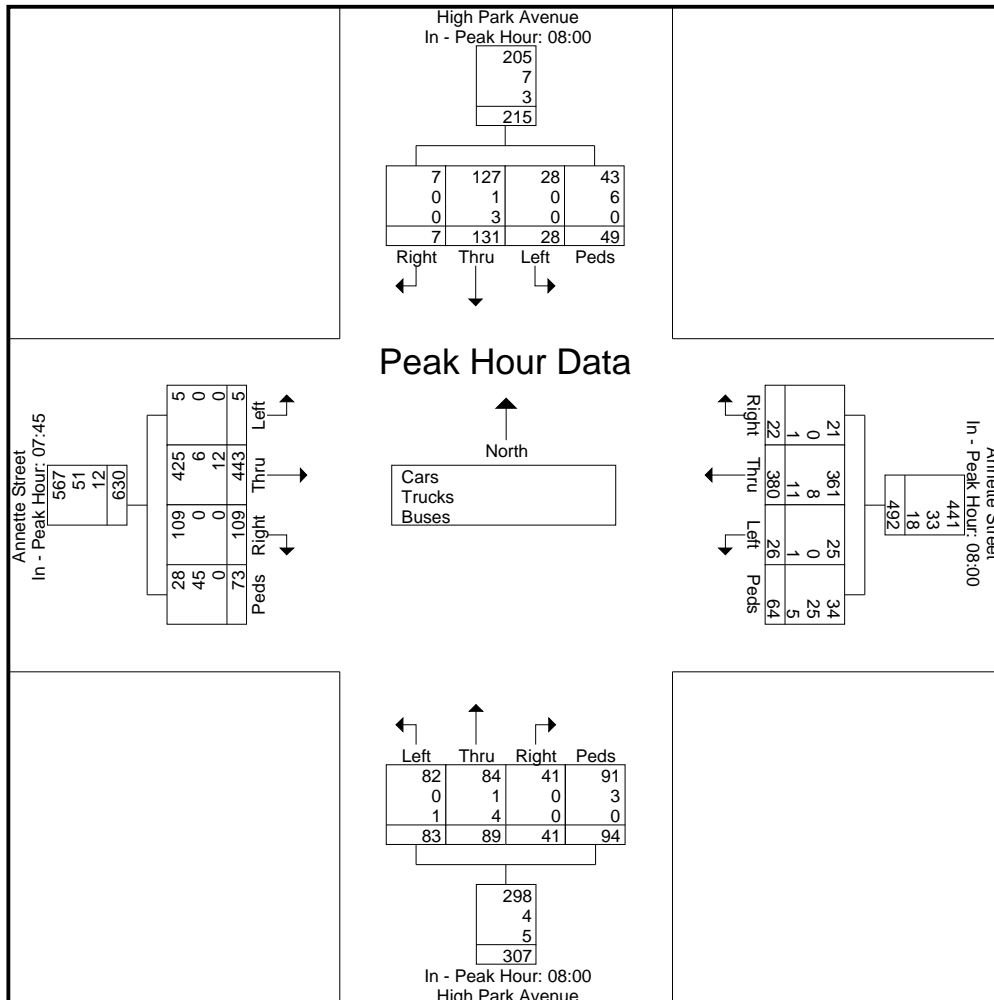 High Park Avenue
In - Peak Hour: 08:00
205
7
3
215
7 127 28 43
0 1 0 6
0 3 0 0
7 131 28 49
Right Thru Left Peds
Peak Hour Data
North
Cars
Trucks
Buses
Annette Street
In - Peak Hour: 07:45
567
51
12
630
5 425 109 28
0 6 0 45
0 12 0 0
5 443 109 73
Left Thru Right Peds
Right Thru Left Peds
22 380 26 64
1 11 1 5
0 8 0 25
21 361 25 34
492
18
33
441
In - Peak Hour: 08:00
Annette Street
Left Thru Right Peds
82 84 41 91
0 1 0 3
1 4 0 0
83 89 41 94
298
4
5
307
In - Peak Hour: 08:00
High Park Avenue